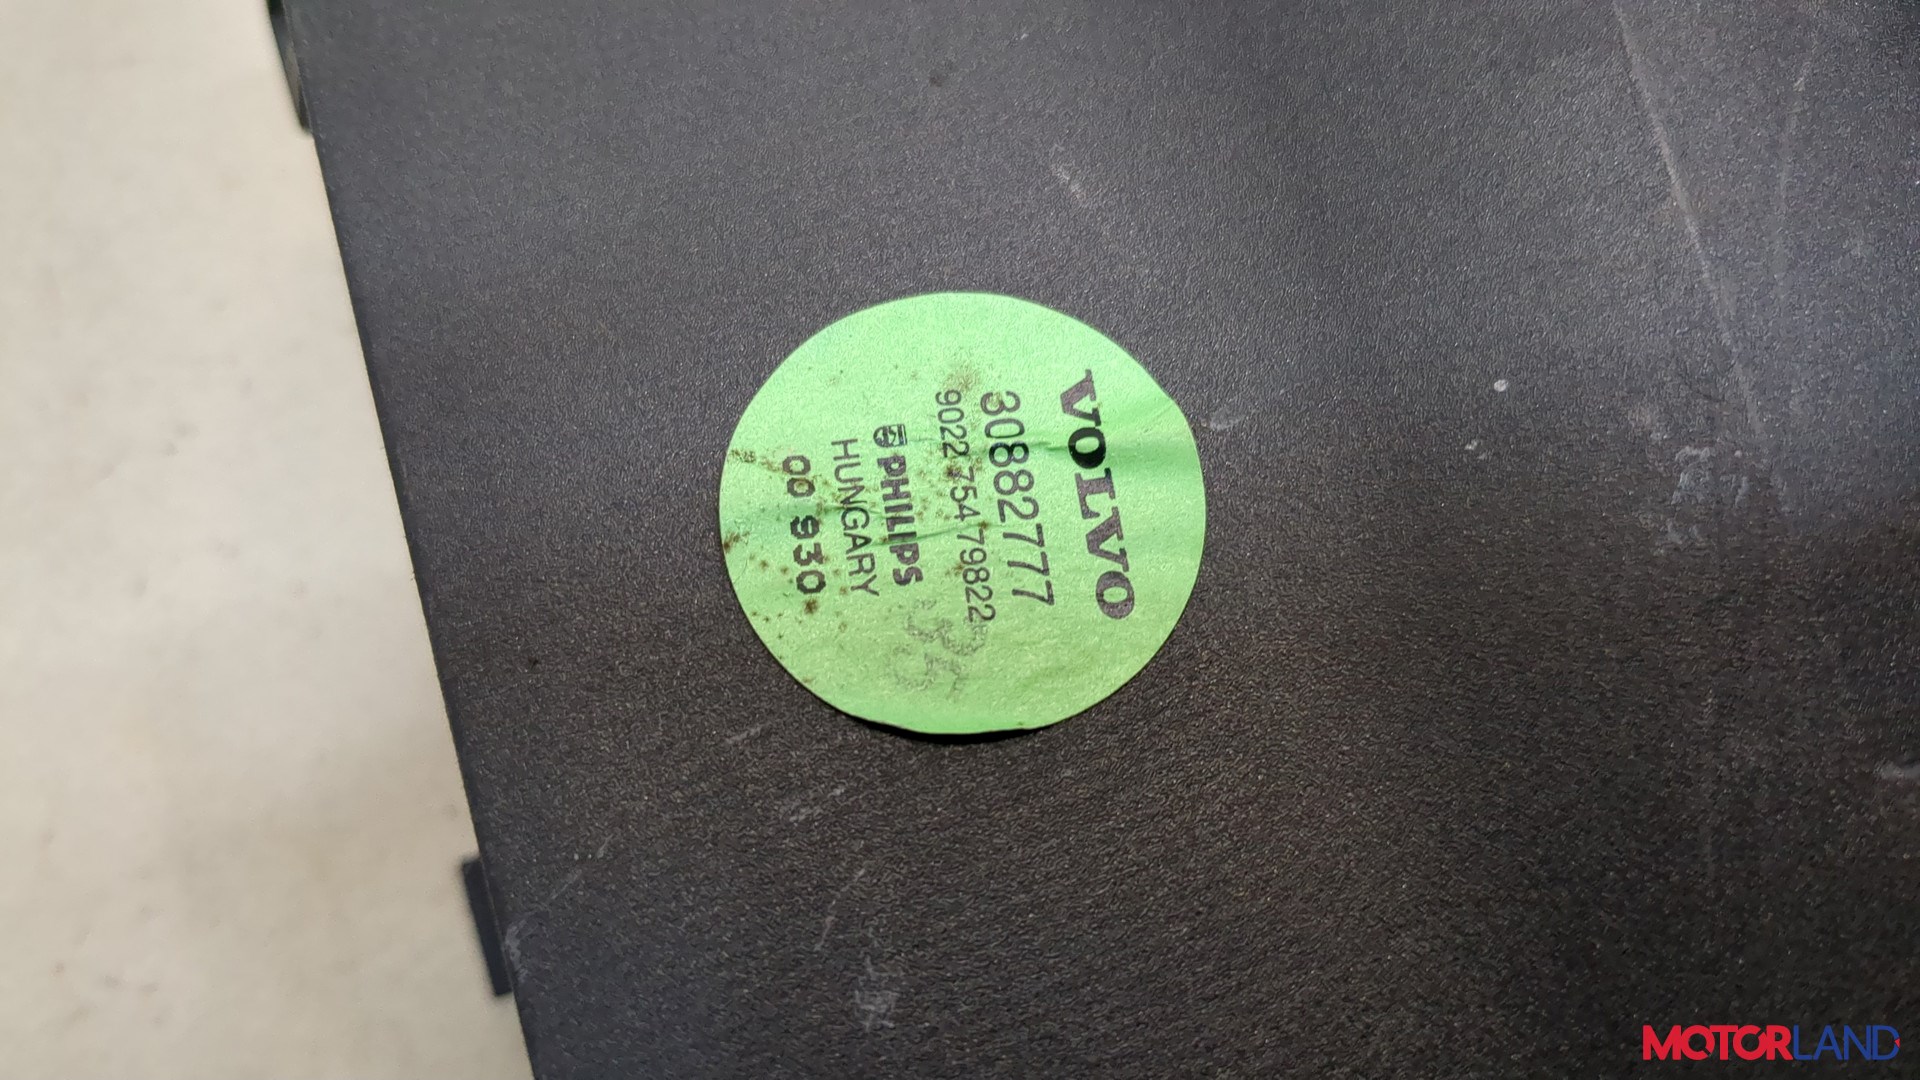 VOLVO
30882777
9022 754 79822
PHILIPS
HUNGARY
00 930
MOTORLAND